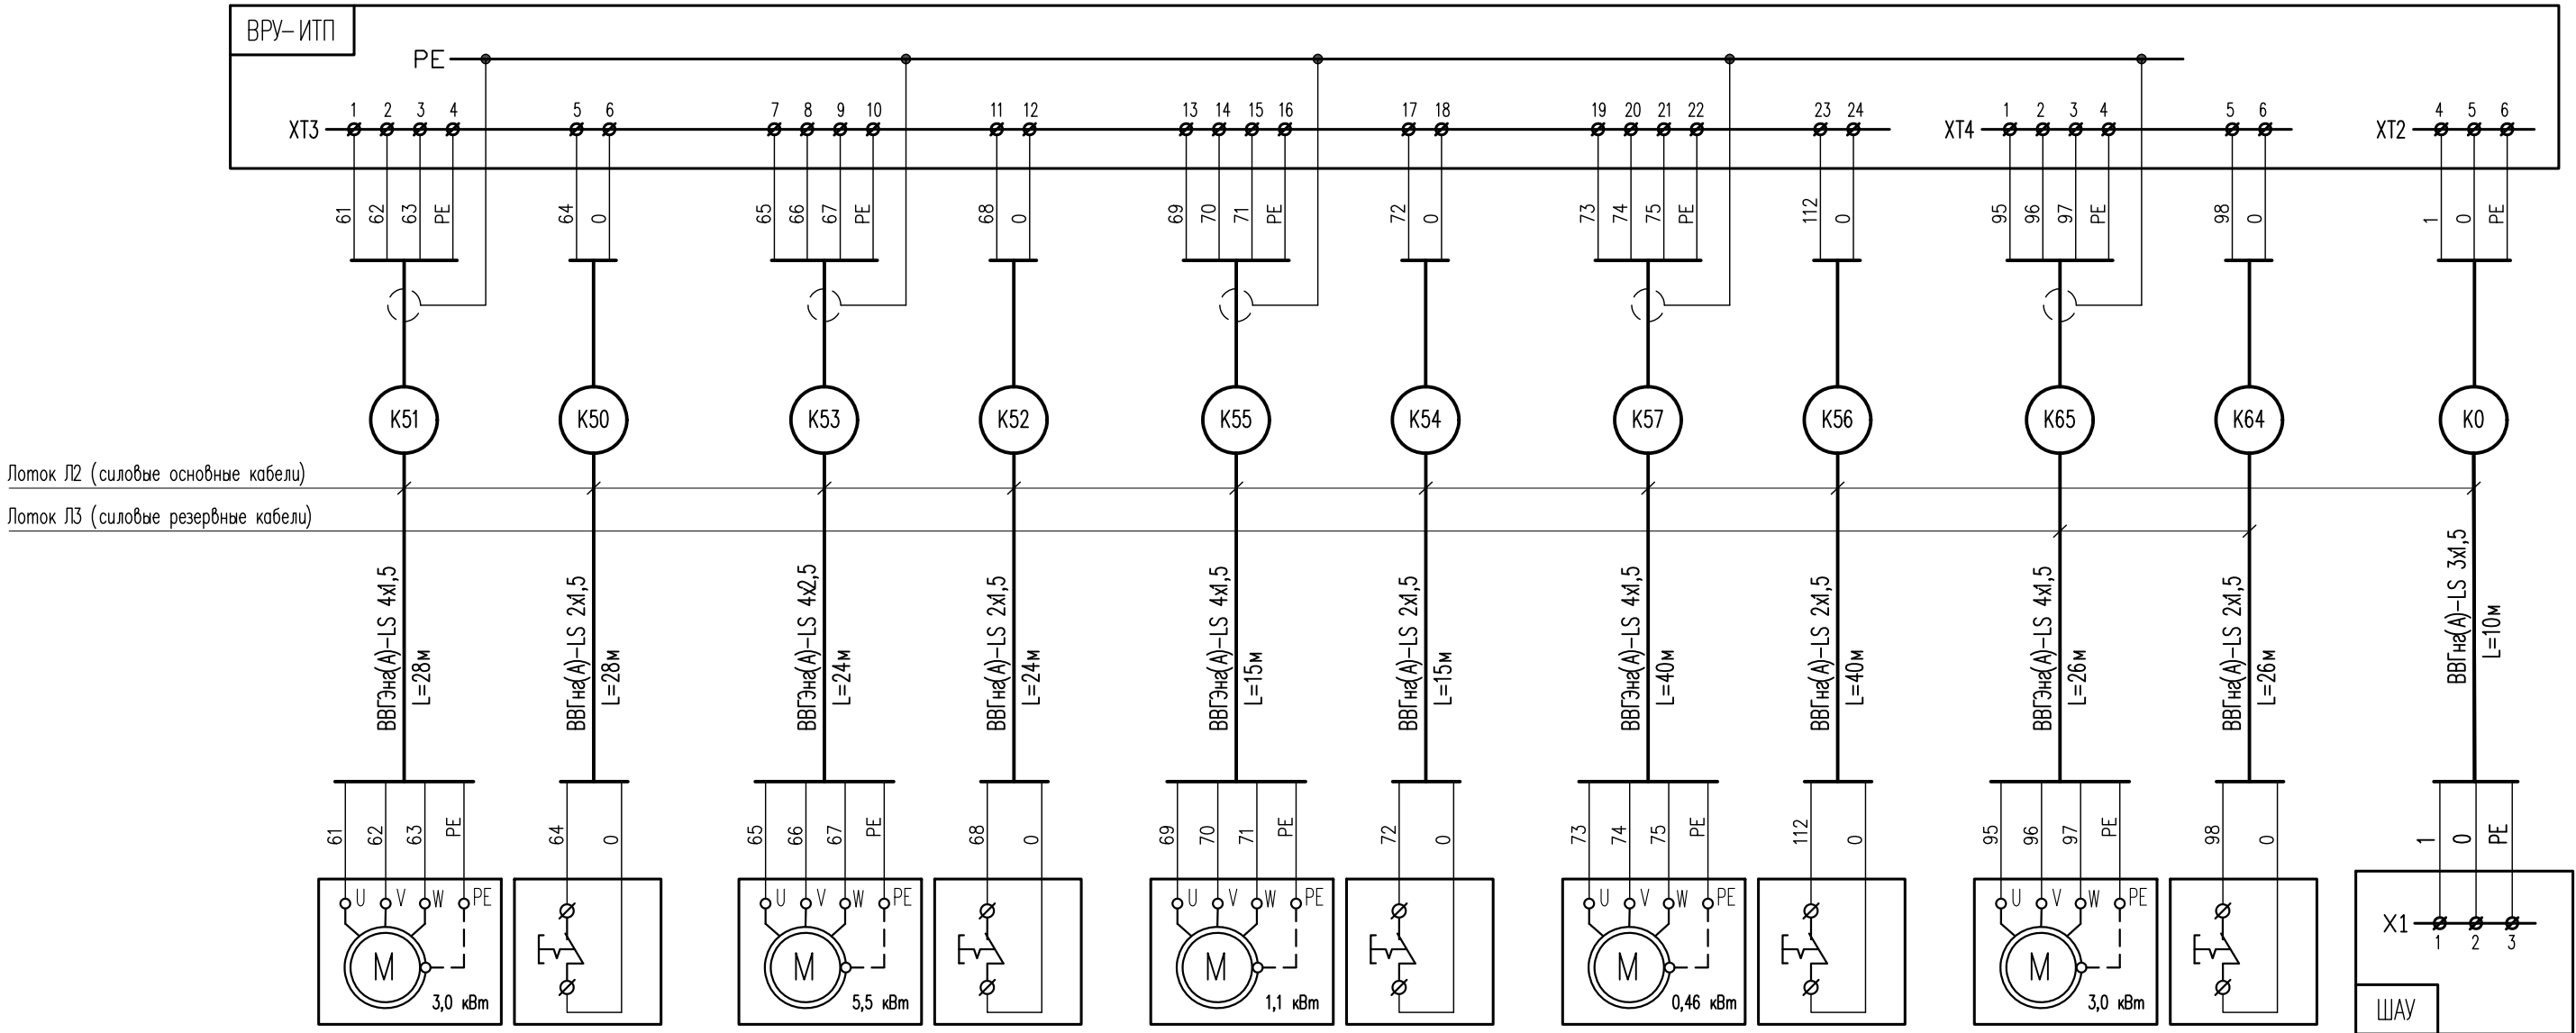 ВРУ-ИТП
PE
XT3 1 2 3 4 5 6 7 8 9 10 11 12 13 14 15 16 17 18 19 20 21 22 23 24
XT4 1 2 3 4 5 6
XT2 4 5 6
61 62 63 PE 64 0 65 66 67 PE 68 0 69 70 71 PE 72 0 73 74 75 PE 112 0 95 96 97 PE 98 0 1 0 PE
K51 K50 K53 K52 K55 K54 K57 K56 K65 K64 K0
Лоток Л2 (силовые основные кабели)
Лоток Л3 (силовые резервные кабели)
ВВГЭнг(А)-LS 4x1,5
L=28м
ВВГнг(А)-LS 2x1,5
L=28м
ВВГЭнг(А)-LS 4x2,5
L=24м
ВВГнг(А)-LS 2x1,5
L=24м
ВВГЭнг(А)-LS 4x1,5
L=15м
ВВГнг(А)-LS 2x1,5
L=15м
ВВГЭнг(А)-LS 4x1,5
L=40м
ВВГнг(А)-LS 2x1,5
L=40м
ВВГЭнг(А)-LS 4x1,5
L=26м
ВВГнг(А)-LS 2x1,5
L=26м
ВВГнг(А)-LS 3x1,5
L=10м
61 62 63 PE 64 0 65 66 67 PE 68 0 69 70 71 PE 72 0 73 74 75 PE 112 0 95 96 97 PE 98 0 1 0 PE
U V W PE
M
3,0 кВт
U V W PE
M
5,5 кВт
U V W PE
M
1,1 кВт
U V W PE
M
0,46 кВт
U V W PE
M
3,0 кВт
X1 1 2 3
ШАУ